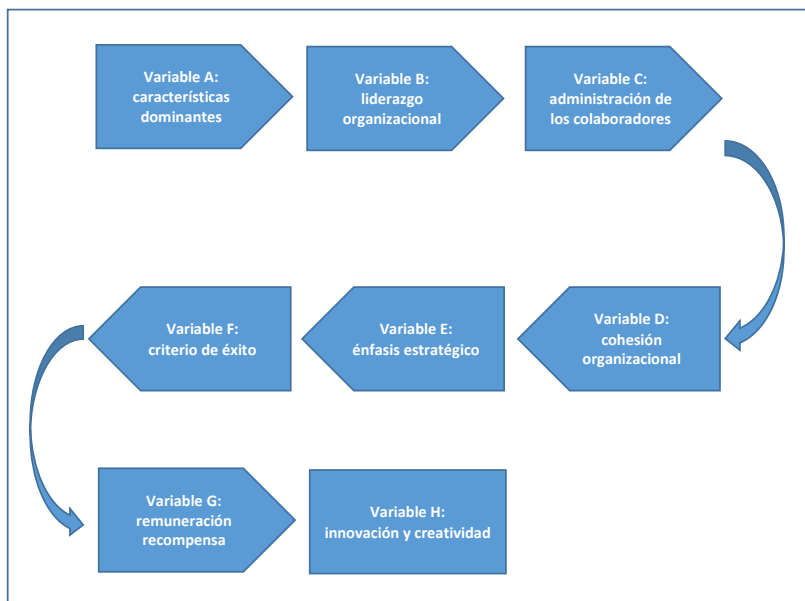 Variable A:
características
dominantes
Variable B:
liderazgo
organizacional
Variable C:
administración de
los colaboradores
Variable D:
cohesión
organizacional
Variable E:
énfasis estratégico
Variable F:
criterio de éxito
Variable G:
remuneración
recompensa
Variable H:
innovación y creatividad